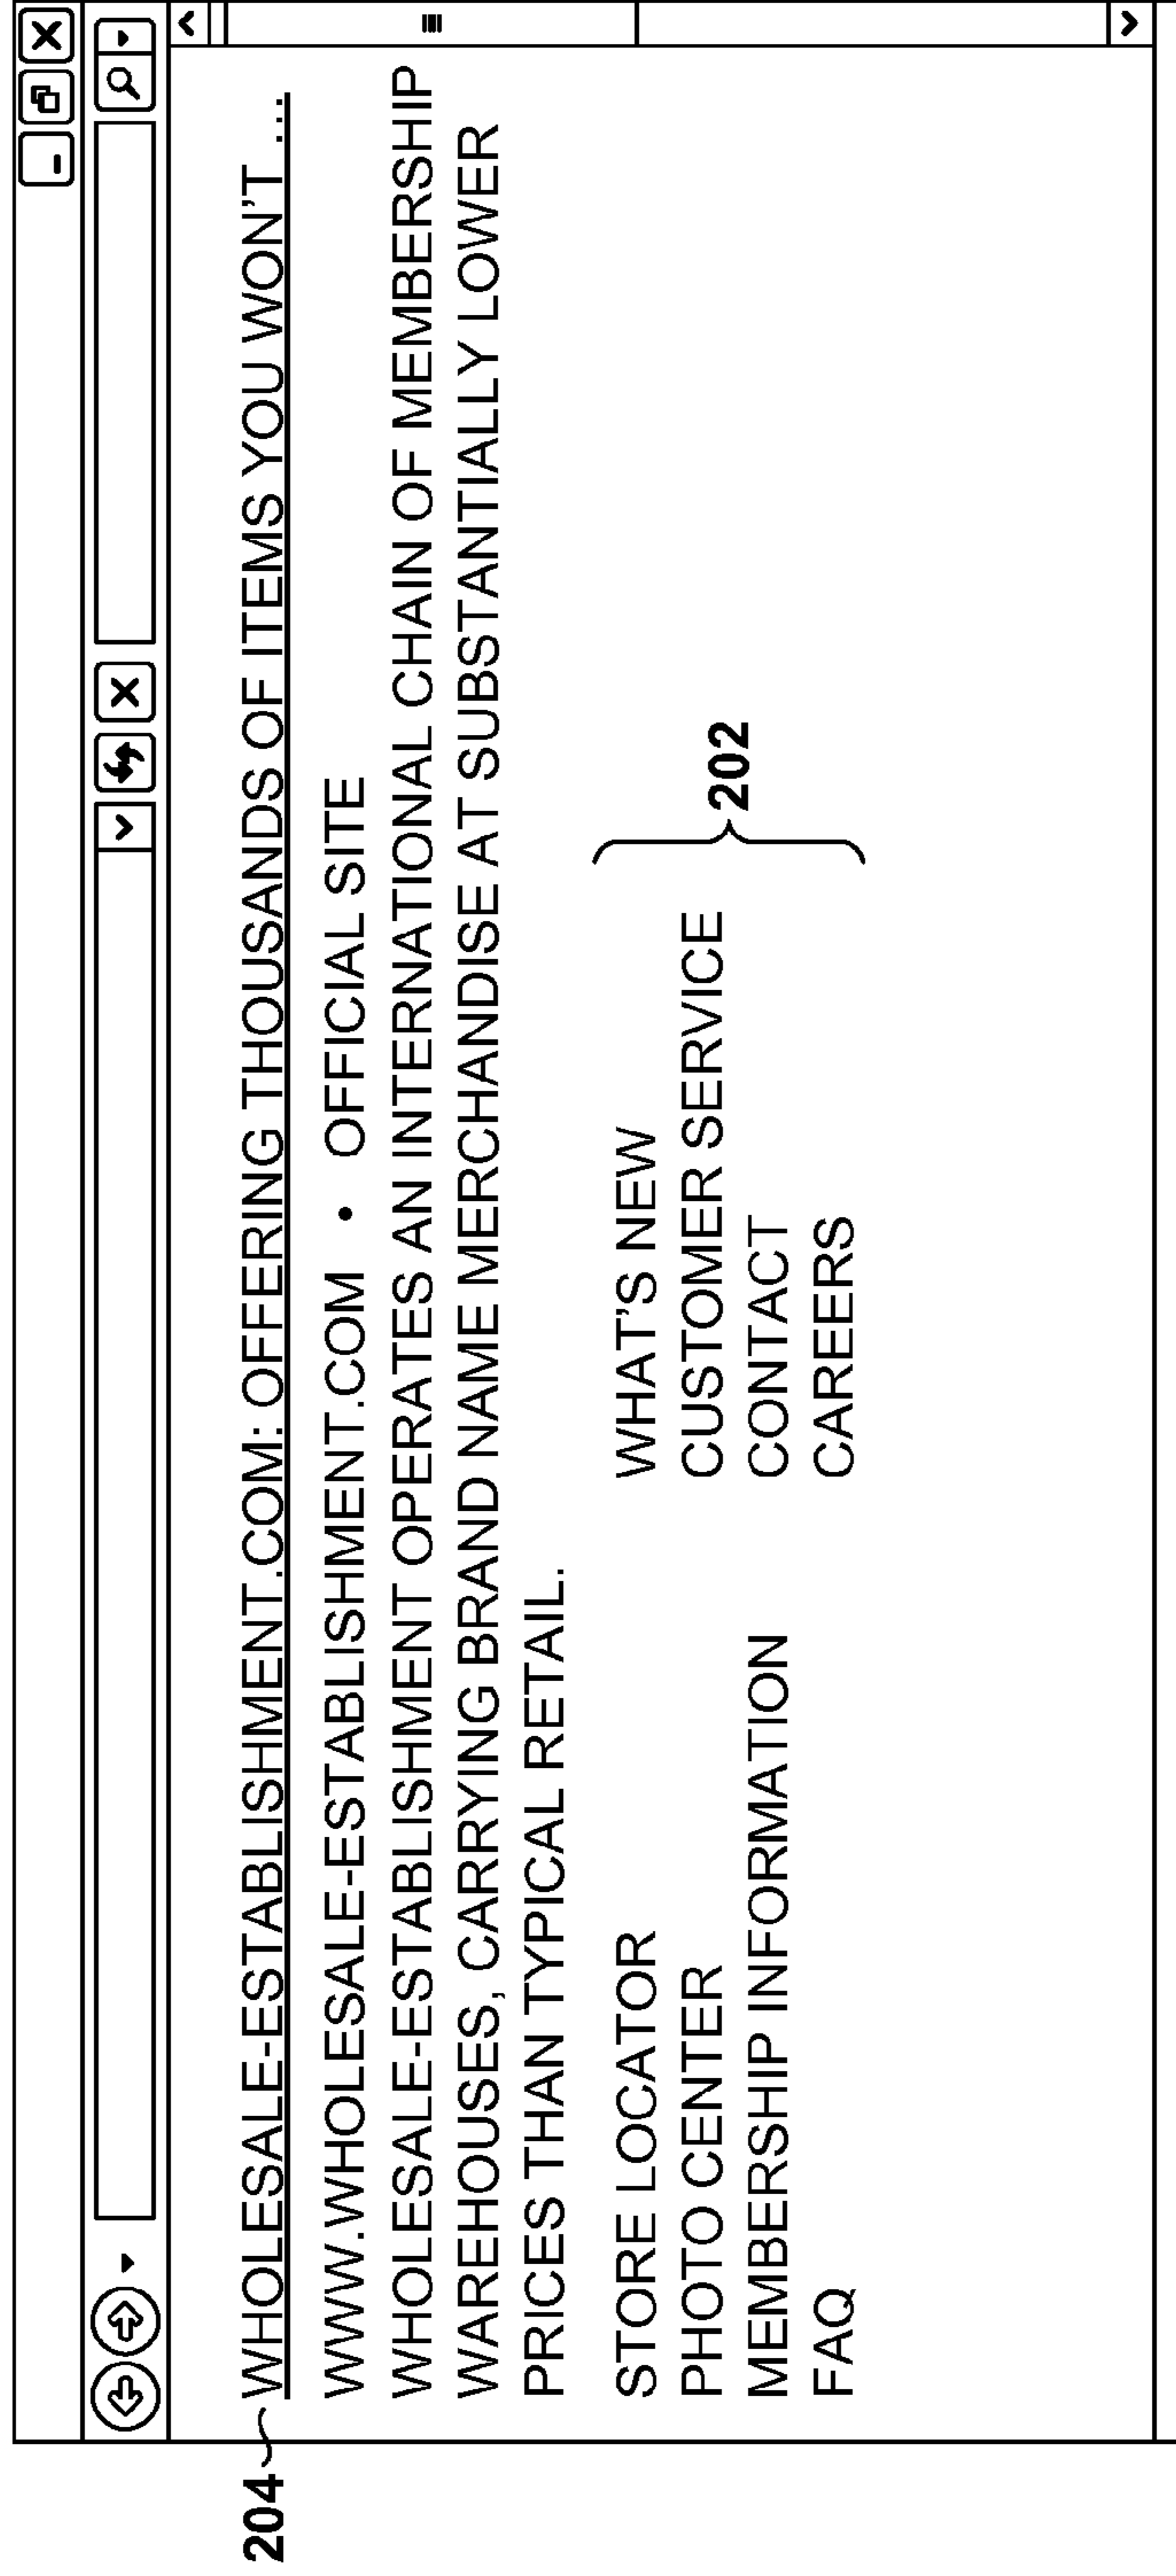 204
WHOLESALE-ESTABLISHMENT.COM: OFFERING THOUSANDS OF ITEMS YOU WON'T ...
WWW.WHOLESALE-ESTABLISHMENT.COM • OFFICIAL SITE
WHOLESALE-ESTABLISHMENT OPERATES AN INTERNATIONAL CHAIN OF MEMBERSHIP
WAREHOUSES, CARRYING BRAND NAME MERCHANDISE AT SUBSTANTIALLY LOWER
PRICES THAN TYPICAL RETAIL.
STORE LOCATOR
PHOTO CENTER
MEMBERSHIP INFORMATION
FAQ
WHAT'S NEW
CUSTOMER SERVICE
CONTACT
CAREERS
202